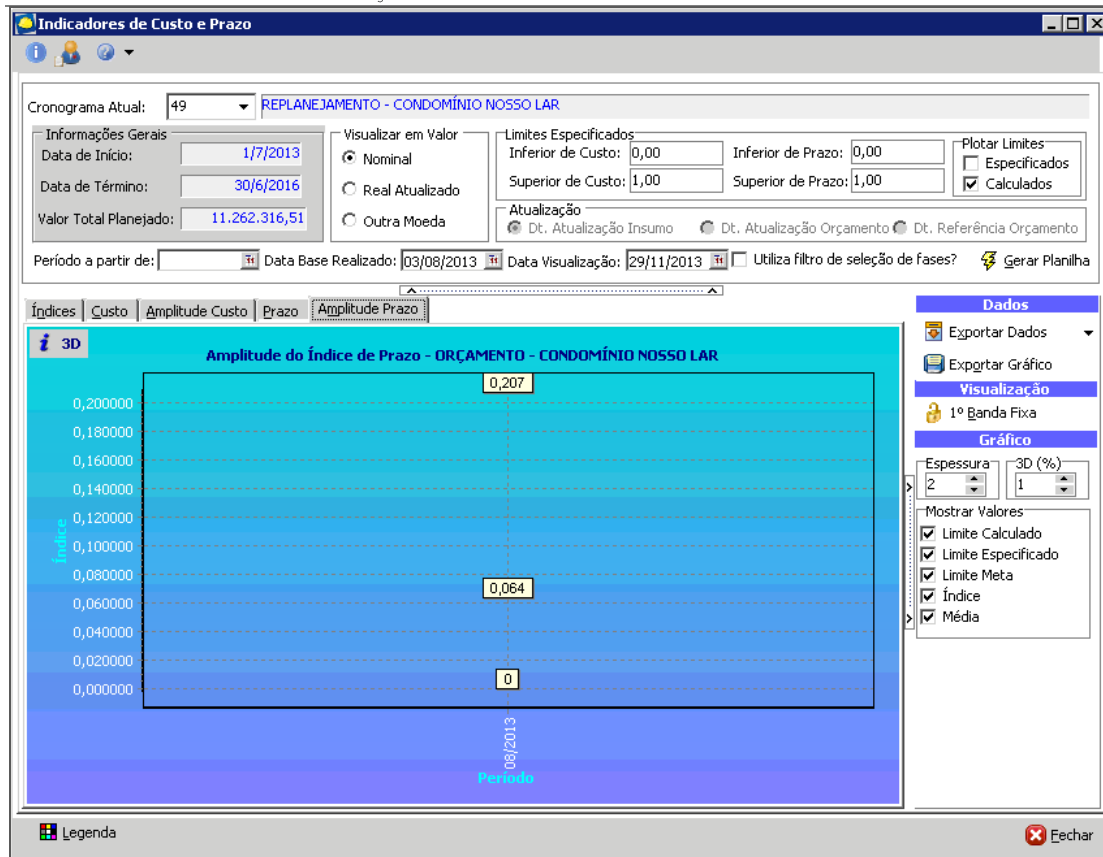 Indicadores de Custo e Prazo
Cronograma Atual: 49 REPLANEJAMENTO - CONDOMÍNIO NOSSO LAR
Informações Gerais
Data de Início: 1/7/2013
Data de Término: 30/6/2016
Valor Total Planejado: 11.262.316,51
Visualizar em Valor
Nominal
Real Atualizado
Outra Moeda
Limites Especificados
Inferior de Custo: 0,00 Inferior de Prazo: 0,00
Superior de Custo: 1,00 Superior de Prazo: 1,00
Plotar Limites
Especificados
Calculados
Atualização
Dt. Atualização Insumo Dt. Atualização Orçamento Dt. Referência Orçamento
Período a partir de: Data Base Realizado: 03/08/2013 Data Visualização: 29/11/2013 Utiliza filtro de seleção de fases? Gerar Planilha
Índices Custo Amplitude Custo Prazo Amplitude Prazo
i 3D
Amplitude do Índice de Prazo - ORÇAMENTO - CONDOMÍNIO NOSSO LAR
0,207
0,200000
0,180000
0,160000
0,140000
0,120000
0,100000
0,080000
0,064
0,060000
0,040000
0,020000
0
0,000000
Índice
08/2013
Período
Dados
Exportar Dados
Exportar Gráfico
Visualização
1º Banda Fixa
Gráfico
Espessura 3D (%)
2 1
Mostrar Valores
Limite Calculado
Limite Especificado
Limite Meta
Índice
Média
Legenda Fechar